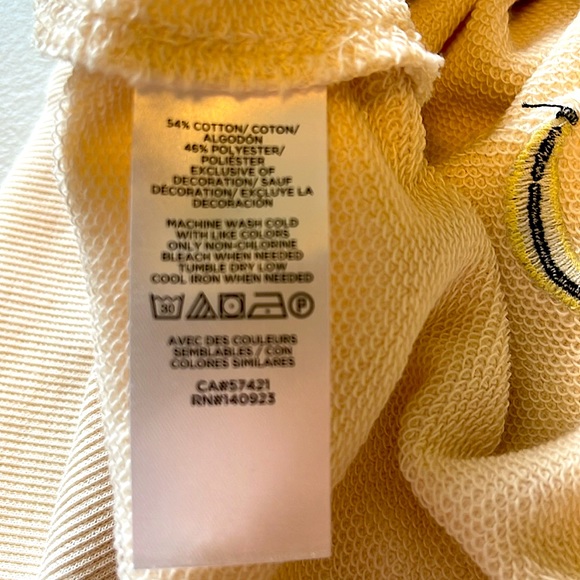 54% COTTON/ COTON/
ALGODÓN
46% POLYESTER/
POLIÉSTER
EXCLUSIVE OF
DECORATION/ SAUF
DÉCORATION/ EXCLUYE LA
DECORACIÓN
MACHINE WASH COLD
WITH LIKE COLORS
ONLY NON-CHLORINE
BLEACH WHEN NEEDED
TUMBLE DRY LOW
COOL IRON WHEN NEEDED
30 P
AVEC DES COULEURS
SEMBLABLES / CON
COLORES SIMILARES
CA#57421
RN#140923